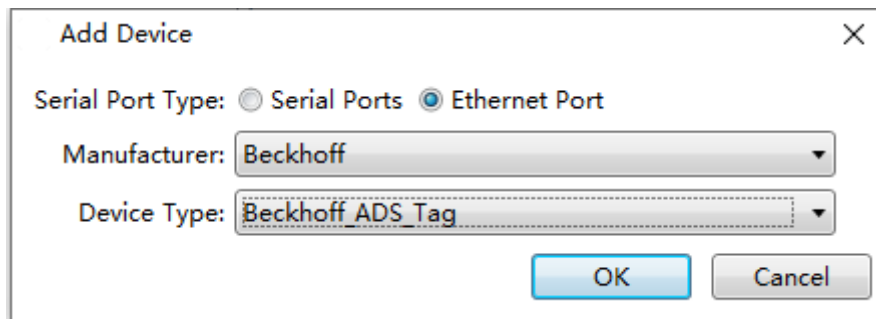 Add Device
Serial Port Type: Serial Ports Ethernet Port
Manufacturer: Beckhoff
Device Type: Beckhoff_ADS_Tag
OK Cancel